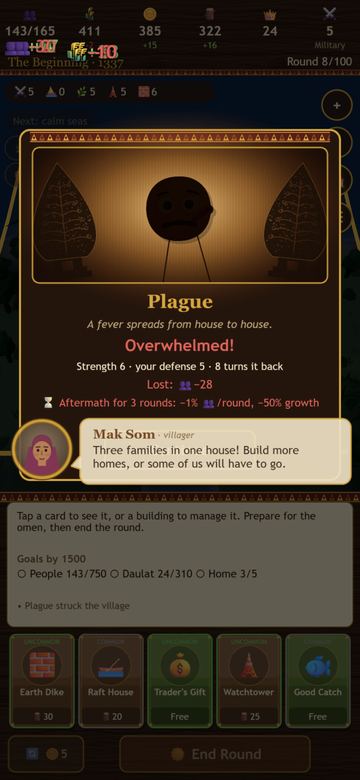 143/165 411 385 322 24 5
+15 +16 Military
The Beginning · 1337 Round 8/100
5 0 5 5 6
+
Next: calm seas
Plague
A fever spreads from house to house.
Overwhelmed!
Strength 6 · your defense 5 · 8 turns it back
Lost: −28
Aftermath for 3 rounds: −1% /round, −50% growth
Mak Som · villager
Three families in one house! Build more
homes, or some of us will have to go.
Tap a card to see it, or a building to manage it. Prepare for the
omen, then end the round.
Goals by 1500
People 143/750 Daulat 24/310 Home 3/5
• Plague struck the village
UNCOMMON COMMON UNCOMMON UNCOMMON
Earth Dike Raft House Trader's Gift Watchtower Good Catch
30 20 Free 25 Free
5 End Round